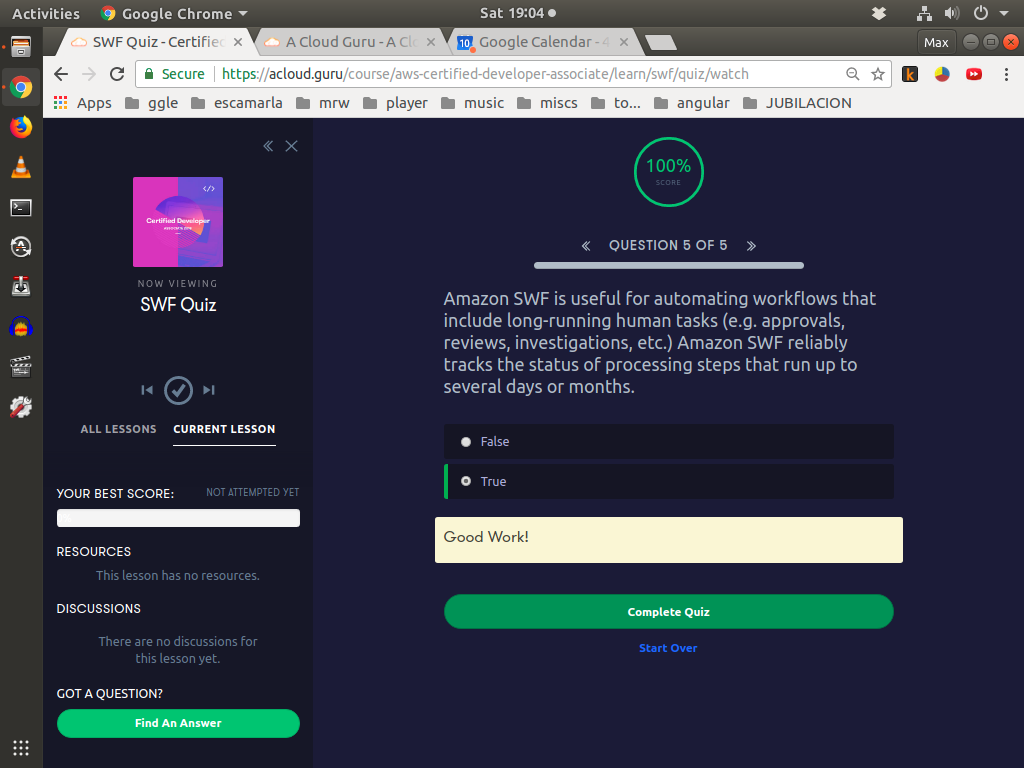 Activities
Google Chrome
Sat 19:04
SWF Quiz - Certified
A Cloud Guru - A Cl
Google Calendar - 4
Max
Secure
https://acloud.guru/course/aws-certified-developer-associate/learn/swf/quiz/watch
Apps
ggle
escamarla
mrw
player
music
miscs
to...
angular
JUBILACION
</>
Certified Developer
NOW VIEWING
SWF Quiz
ALL LESSONS
CURRENT LESSON
YOUR BEST SCORE:
NOT ATTEMPTED YET
RESOURCES
This lesson has no resources.
DISCUSSIONS
There are no discussions for
this lesson yet.
GOT A QUESTION?
Find An Answer
100%
SCORE
QUESTION 5 OF 5
Amazon SWF is useful for automating workflows that
include long-running human tasks (e.g. approvals,
reviews, investigations, etc.) Amazon SWF reliably
tracks the status of processing steps that run up to
several days or months.
False
True
Good Work!
Complete Quiz
Start Over